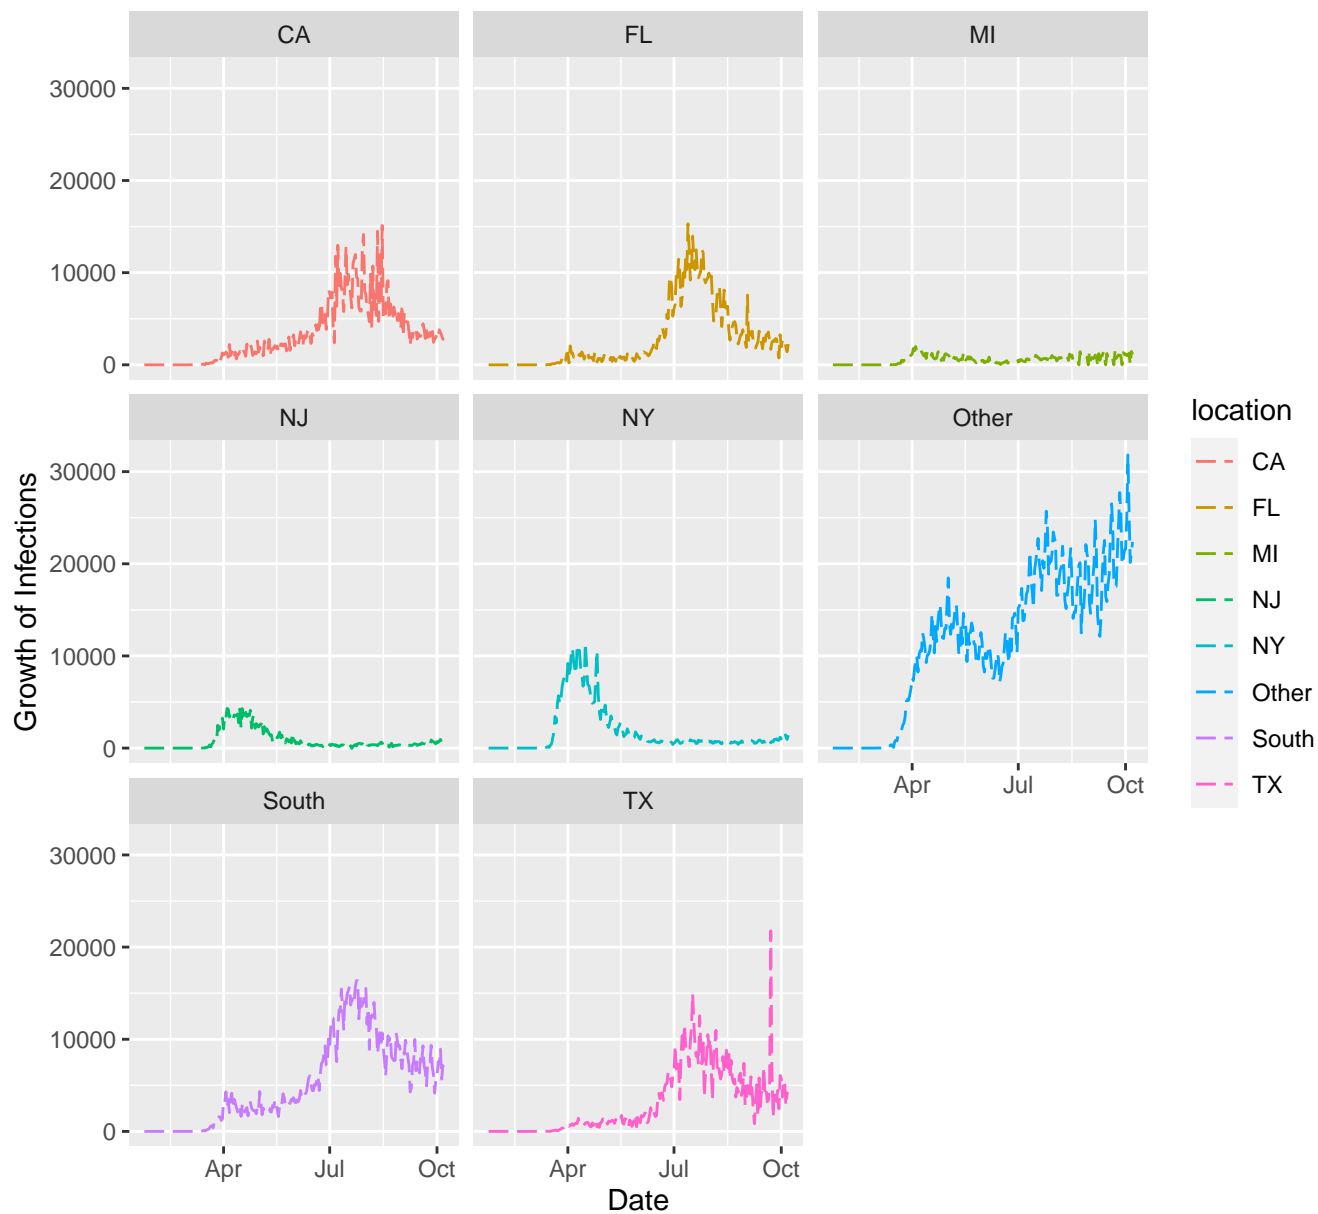 CA
FL
MI
30000
20000
10000
0
NJ
NY
Other
30000
20000
10000
0
Apr
Jul
Oct
South
TX
30000
20000
10000
0
Apr
Jul
Oct
Apr
Jul
Oct
Growth of Infections
Date
location
CA
FL
MI
NJ
NY
Other
South
TX